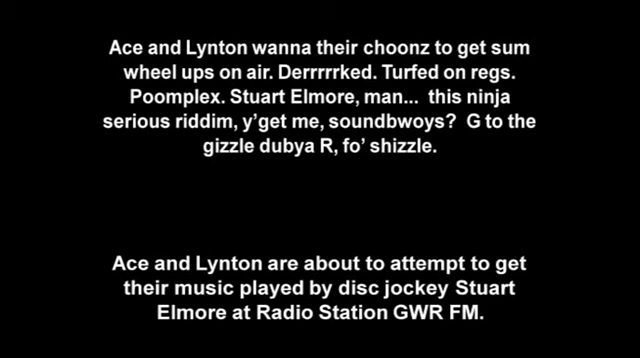 Ace and Lynton wanna their choonz to get sum
wheel ups on air. Derrrrrked. Turfed on regs.
Poomplex. Stuart Elmore, man... this ninja
serious riddim, y'get me, soundbwoys? G to the
gizzle dubya R, fo' shizzle.
Ace and Lynton are about to attempt to get
their music played by disc jockey Stuart
Elmore at Radio Station GWR FM.